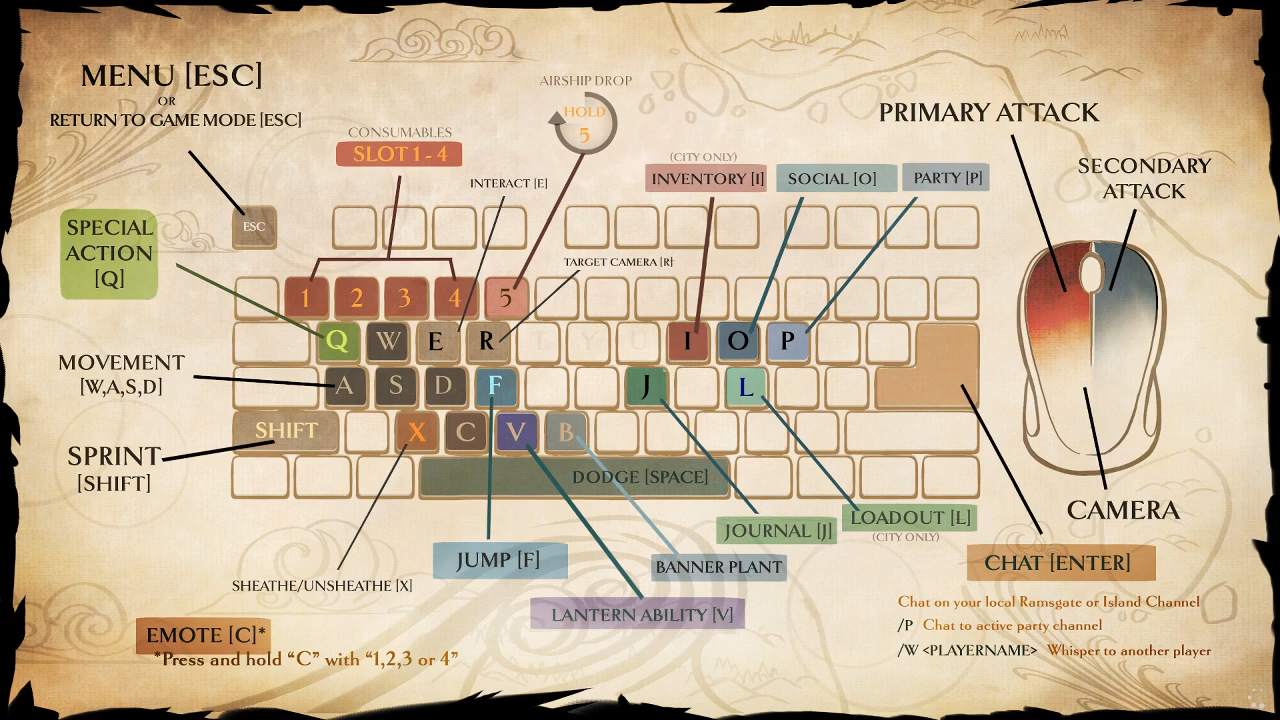 MENU [ESC]
OR
RETURN TO GAME MODE [ESC]
AIRSHIP DROP
HOLD
5
CONSUMABLES
SLOT 1 - 4
INTERACT [E]
TARGET CAMERA [R]
(CITY ONLY)
INVENTORY [I]
SOCIAL [O]
PARTY [P]
PRIMARY ATTACK
SECONDARY
ATTACK
SPECIAL
ACTION
[Q]
MOVEMENT
[W,A,S,D]
SPRINT
[SHIFT]
ESC
1 2 3 4 5
Q W E R T Y U I O P
A S D F J L
SHIFT X C V B
DODGE [SPACE]
CAMERA
JOURNAL [J]
LOADOUT [L]
(CITY ONLY)
JUMP [F]
BANNER PLANT
CHAT [ENTER]
SHEATHE/UNSHEATHE [X]
LANTERN ABILITY [V]
Chat on your local Ramsgate or Island Channel
/P Chat to active party channel
/W <PLAYERNAME> Whisper to another player
EMOTE [C]*
*Press and hold “C” with “1,2,3 or 4”